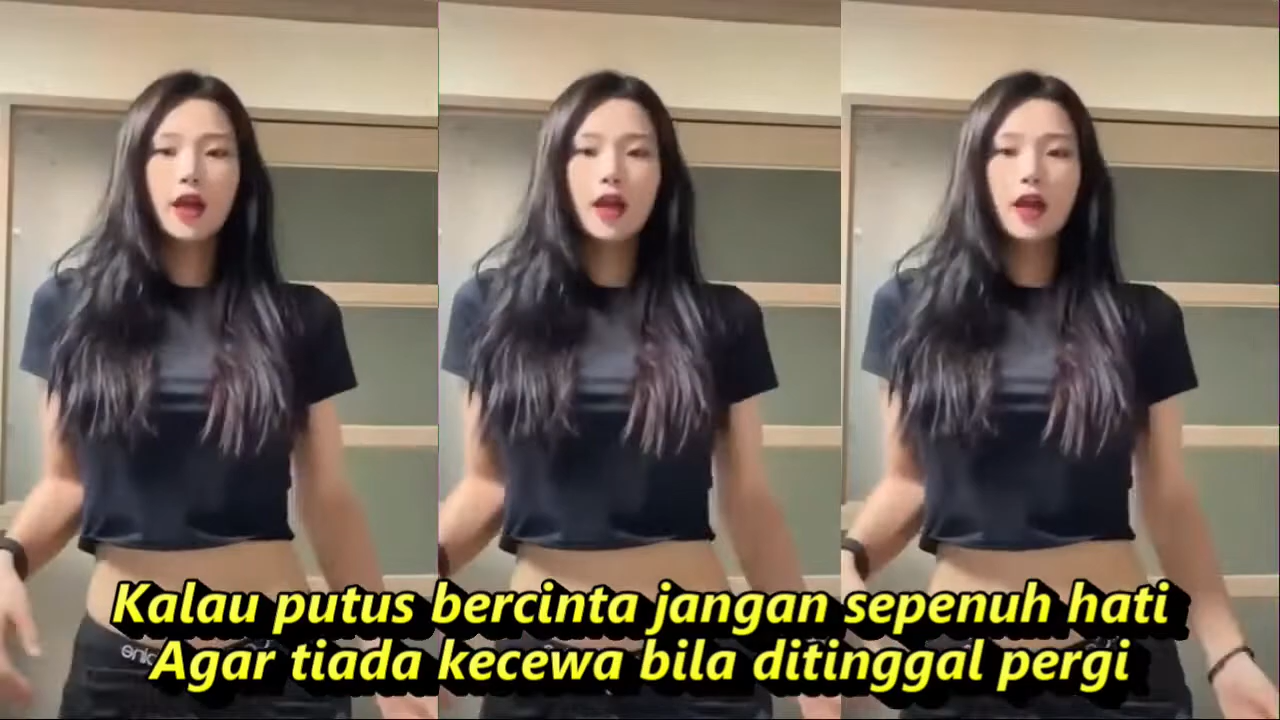 Kalau putus bercinta jangan sepenuh hati
Agar tiada kecewa bila ditinggal pergi